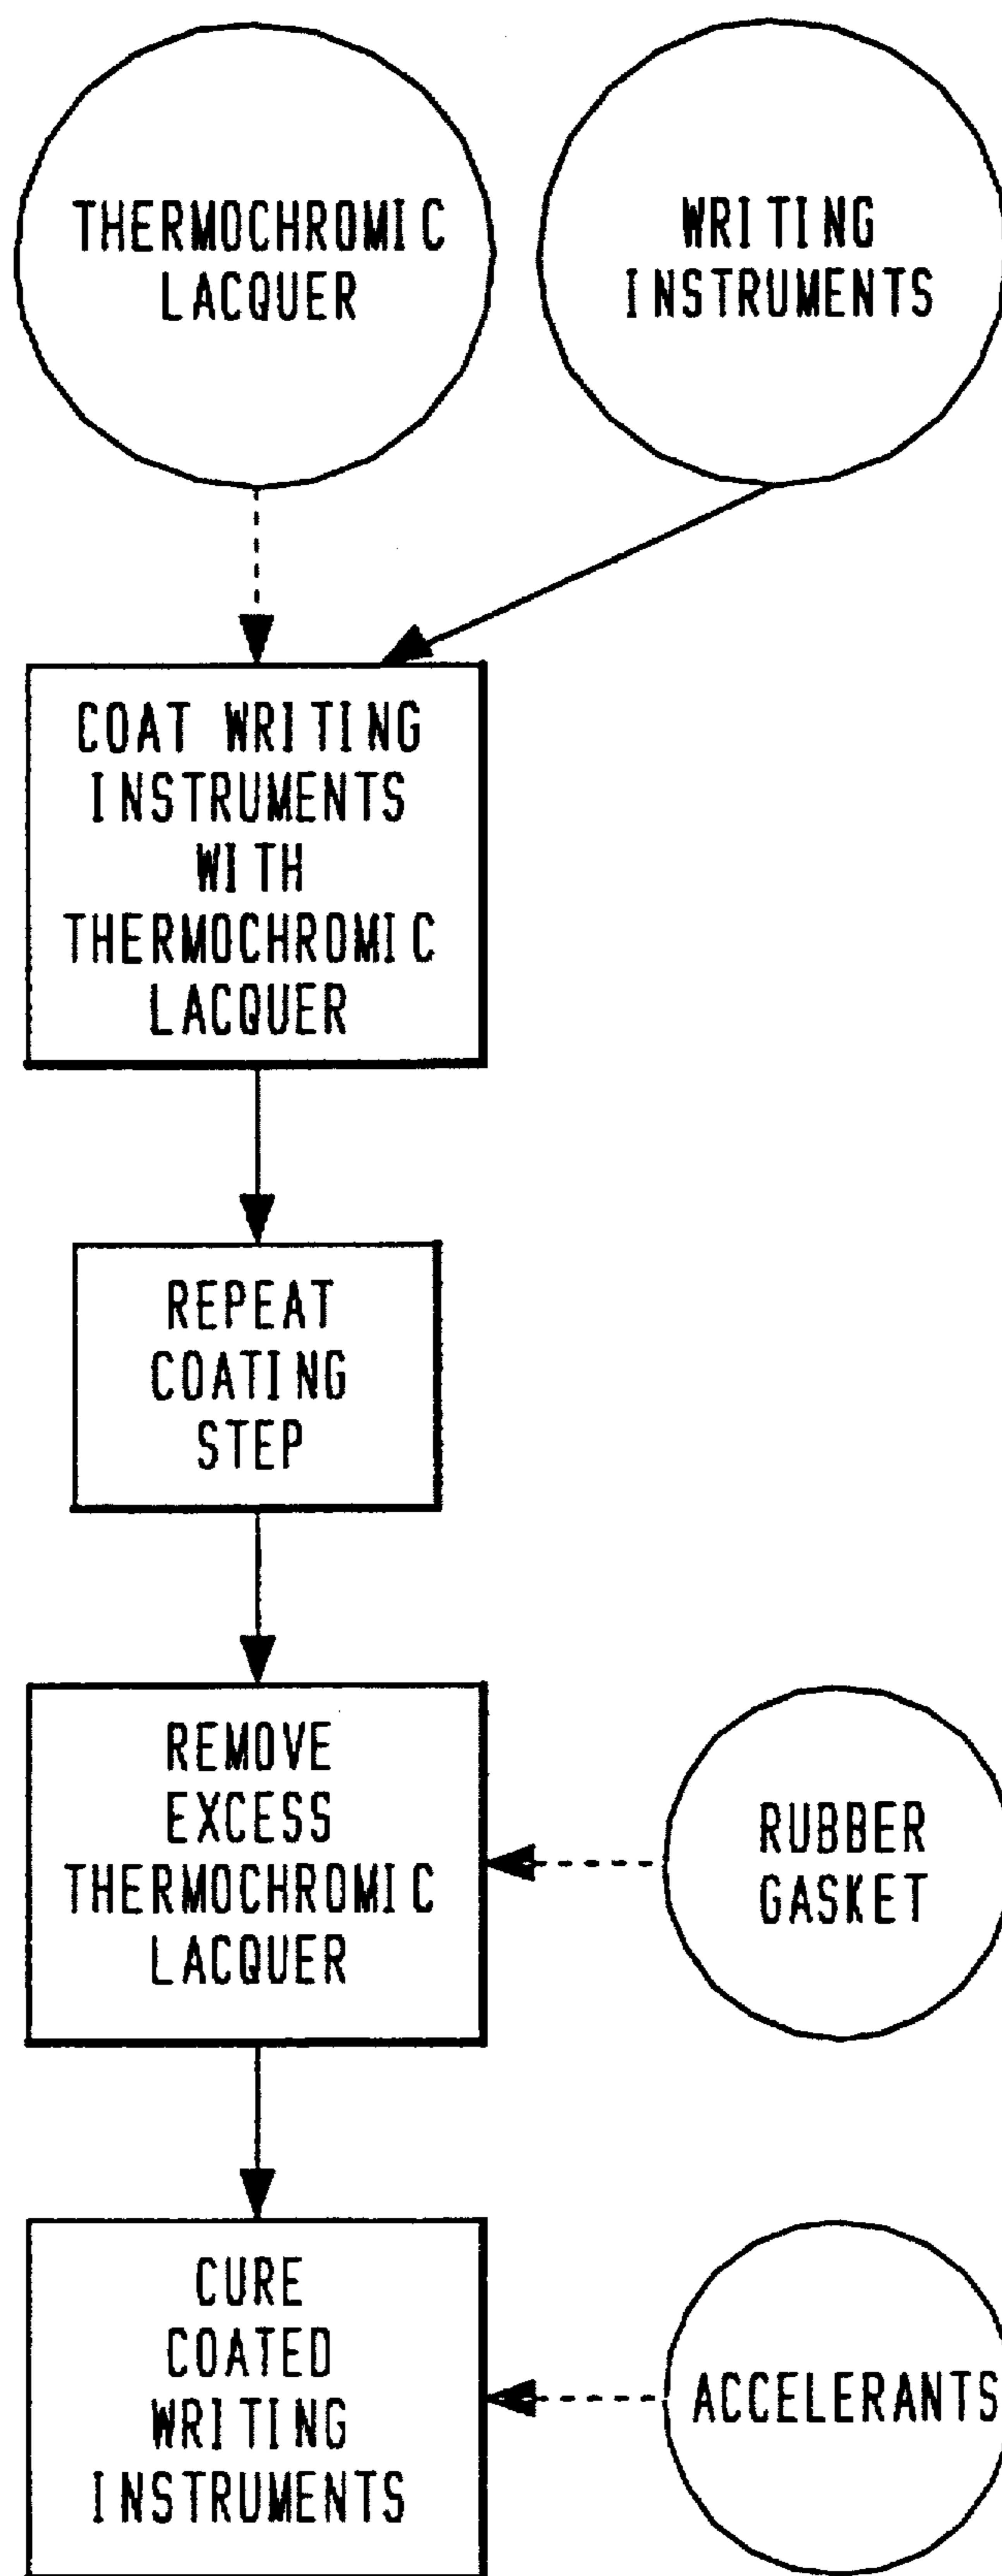 THERMOCHROMIC
LACQUER
WRITING
INSTRUMENTS
COAT WRITING
INSTRUMENTS
WITH
THERMOCHROMIC
LACQUER
REPEAT
COATING
STEP
REMOVE
EXCESS
THERMOCHROMIC
LACQUER
RUBBER
GASKET
CURE
COATED
WRITING
INSTRUMENTS
ACCELERANTS